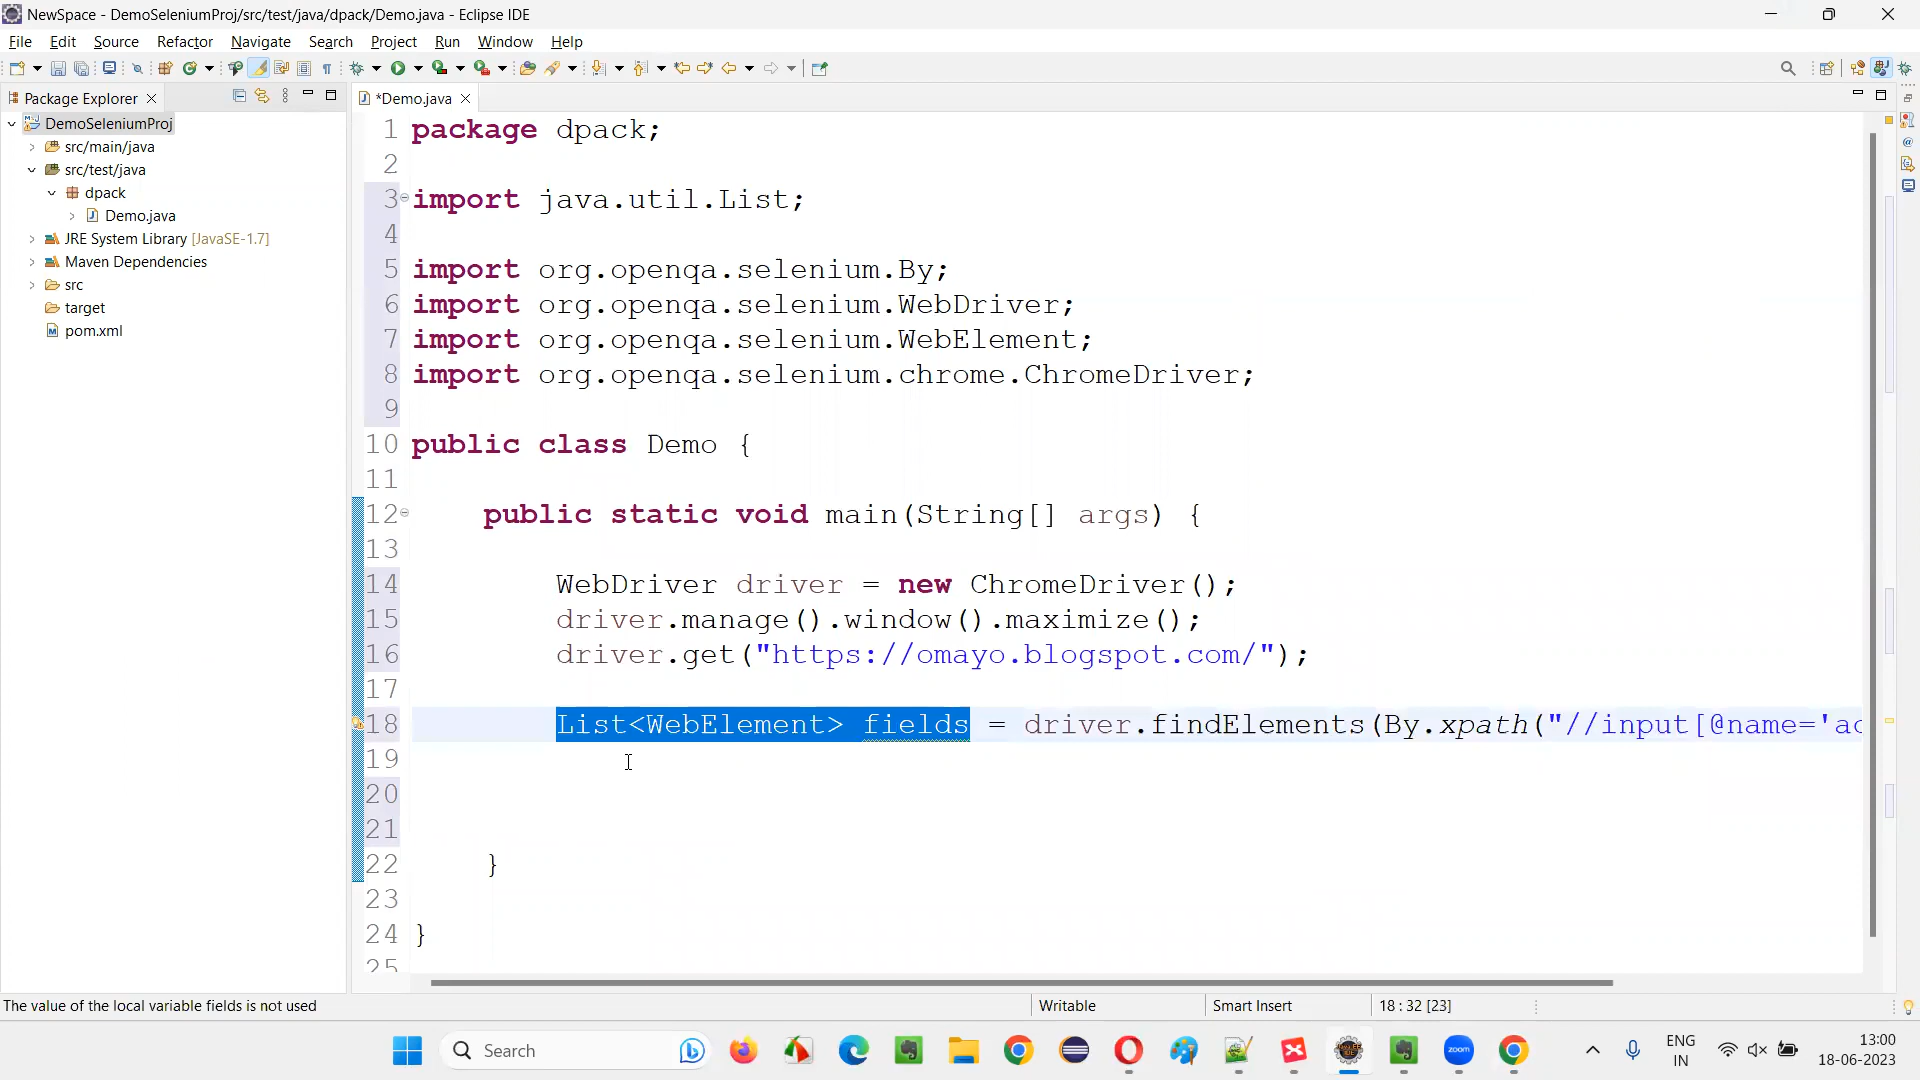 NewSpace - DemoSeleniumProj/src/test/java/dpack/Demo.java - Eclipse IDE
File Edit Source Refactor Navigate Search Project Run Window Help
Package Explorer
*Demo.java
DemoSeleniumProj
src/main/java
src/test/java
dpack
Demo.java
JRE System Library [JavaSE-1.7]
Maven Dependencies
src
target
pom.xml
1 package dpack;
2
3 import java.util.List;
4
5 import org.openqa.selenium.By;
6 import org.openqa.selenium.WebDriver;
7 import org.openqa.selenium.WebElement;
8 import org.openqa.selenium.chrome.ChromeDriver;
9
10 public class Demo {
11
12 public static void main(String[] args) {
13
14 WebDriver driver = new ChromeDriver();
15 driver.manage().window().maximize();
16 driver.get("https://omayo.blogspot.com/");
17
18 List<WebElement> fields = driver.findElements(By.xpath("//input[@name='ac
19
20
21
22 }
23
24 }
25
The value of the local variable fields is not used
Writable
Smart Insert
18 : 32 [23]
Search
zoom
ENG
IN
13:00
18-06-2023